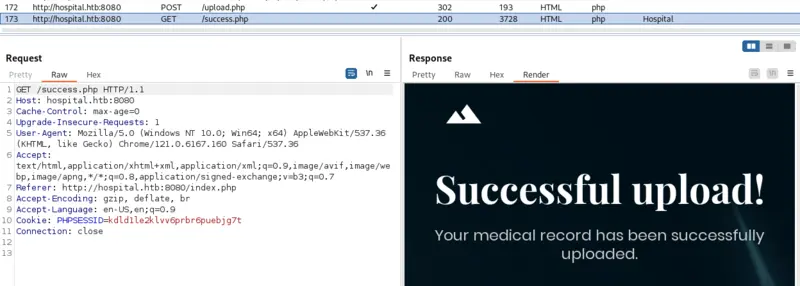 172 http://hospital.htb:8080 POST /upload.php ✓ 302 193 HTML php
173 http://hospital.htb:8080 GET /success.php 200 3728 HTML php Hospital
Request
Pretty Raw Hex
\n
1 GET /success.php HTTP/1.1
2 Host: hospital.htb:8080
3 Cache-Control: max-age=0
4 Upgrade-Insecure-Requests: 1
5 User-Agent: Mozilla/5.0 (Windows NT 10.0; Win64; x64) AppleWebKit/537.36
(KHTML, like Gecko) Chrome/121.0.6167.160 Safari/537.36
6 Accept:
text/html,application/xhtml+xml,application/xml;q=0.9,image/avif,image/we
bp,image/apng,*/*;q=0.8,application/signed-exchange;v=b3;q=0.7
7 Referer: http://hospital.htb:8080/index.php
8 Accept-Encoding: gzip, deflate, br
9 Accept-Language: en-US,en;q=0.9
10 Cookie: PHPSESSID=kdld1le2klvv6prbr6puebjg7t
11 Connection: close
12
13
Response
Pretty Raw Hex Render
\n
Successful upload!
Your medical record has been successfully
uploaded.